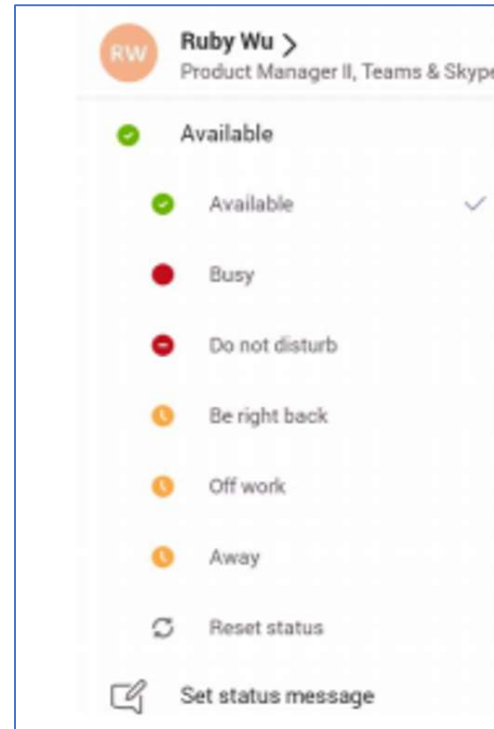 RW
Ruby Wu
Product Manager II, Teams & Skype
Available
Available
Busy
Do not disturb
Be right back
Off work
Away
Reset status
Set status message